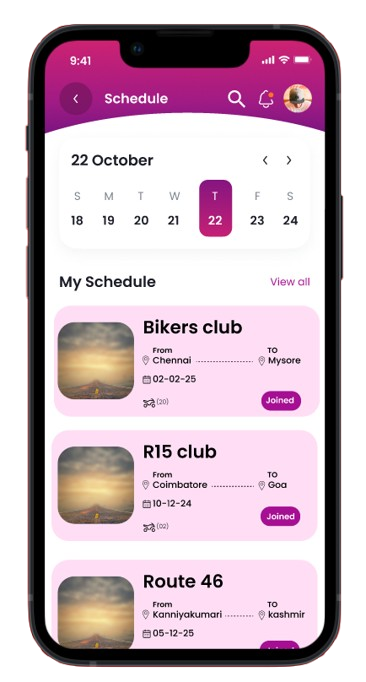 9:41
Schedule
22 October
S M T W T F S
18 19 20 21 22 23 24
My Schedule View all
Bikers club
From TO
Chennai Mysore
02-02-25
(20) Joined
R15 club
From TO
Coimbatore Goa
10-12-24
Joined
(02)
Route 46
From TO
Kanniyakumari kashmir
05-12-25